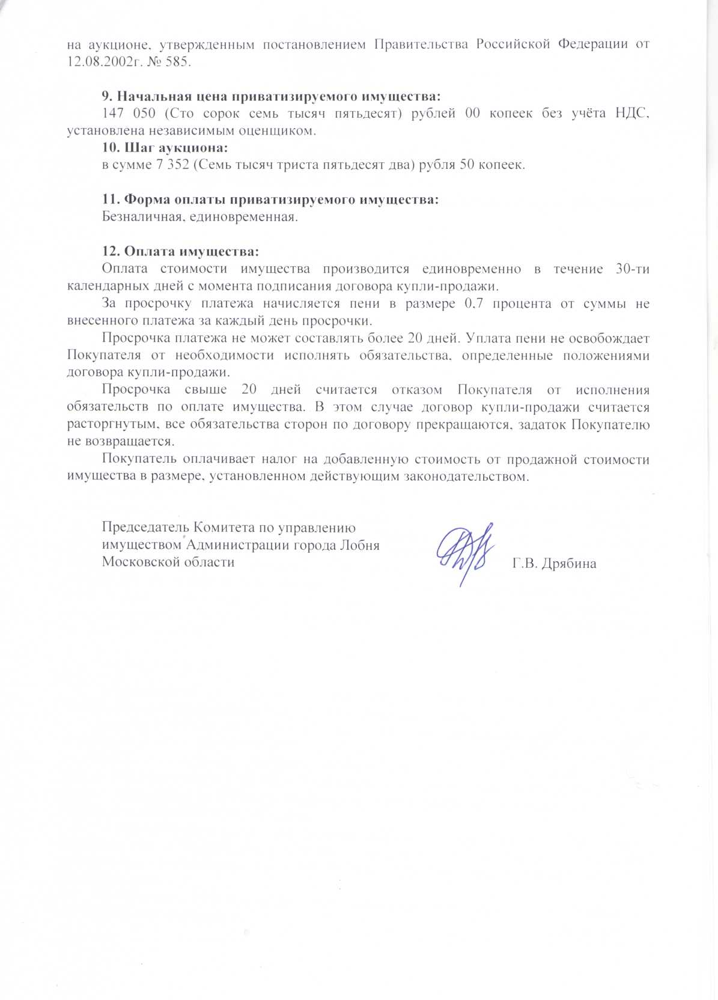 на аукционе, утвержденным постановлением Правительства Российской Федерации от
12.08.2002г. № 585.
9. Начальная цена приватизируемого имущества:
147 050 (Сто сорок семь тысяч пятьдесят) рублей 00 копеек без учёта НДС,
установлена независимым оценщиком.
10. Шаг аукциона:
в сумме 7 352 (Семь тысяч триста пятьдесят два) рубля 50 копеек.
11. Форма оплаты приватизируемого имущества:
Безналичная, единовременная.
12. Оплата имущества:
Оплата стоимости имущества производится единовременно в течение 30-ти
календарных дней с момента подписания договора купли-продажи.
За просрочку платежа начисляется пени в размере 0,7 процента от суммы не
внесенного платежа за каждый день просрочки.
Просрочка платежа не может составлять более 20 дней. Уплата пени не освобождает
Покупателя от необходимости исполнять обязательства, определенные положениями
договора купли-продажи.
Просрочка свыше 20 дней считается отказом Покупателя от исполнения
обязательств по оплате имущества. В этом случае договор купли-продажи считается
расторгнутым, все обязательства сторон по договору прекращаются, задаток Покупателю
не возвращается.
Покупатель оплачивает налог на добавленную стоимость от продажной стоимости
имущества в размере, установленном действующим законодательством.
Председатель Комитета по управлению
имуществом Администрации города Лобня
Московской области Г.В. Дрябина